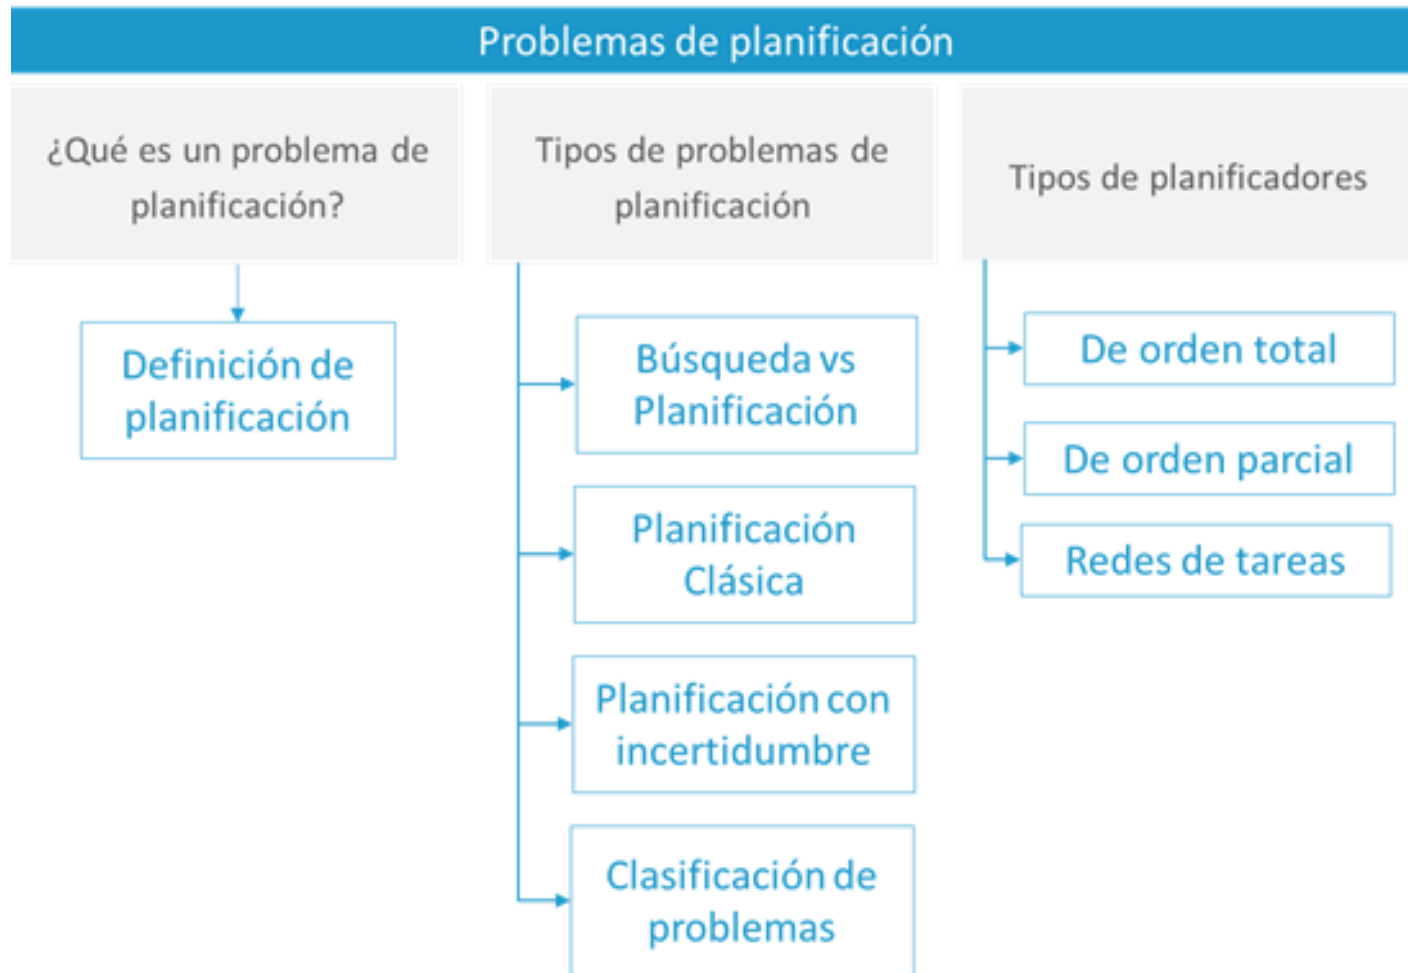 Problemas de planificación
¿Qué es un problema de
planificación?
Definición de
planificación
Tipos de problemas de
planificación
Búsqueda vs
Planificación
Planificación
Clásica
Planificación con
incertidumbre
Clasificación de
problemas
Tipos de planificadores
De orden total
De orden parcial
Redes de tareas